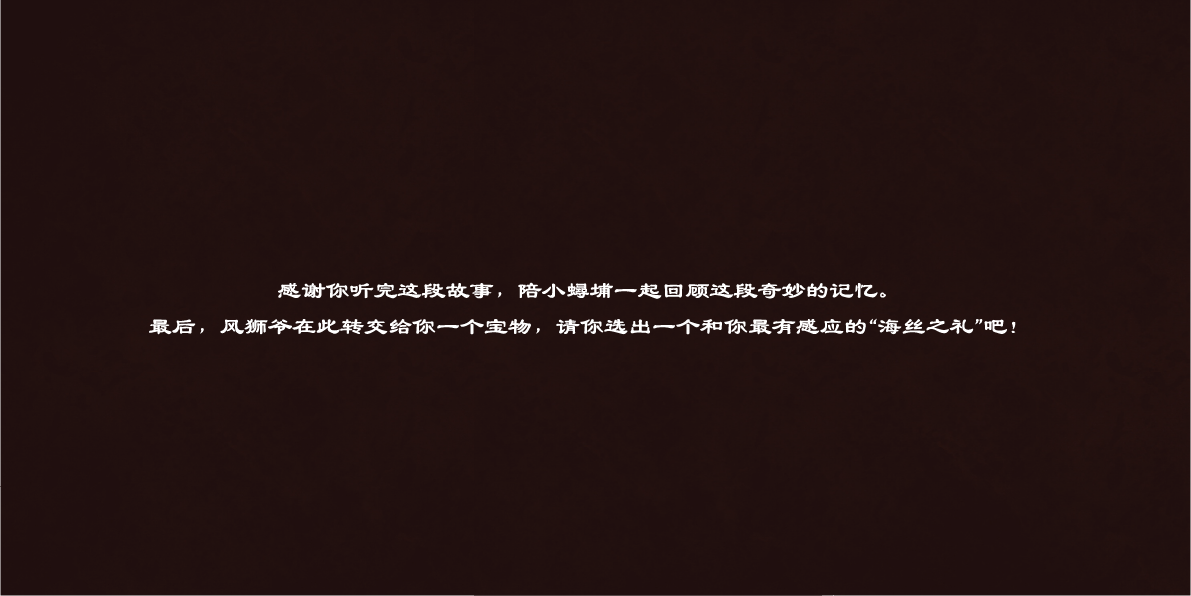 感谢你听完这段故事，陪小蟳埔一起回顾这段奇妙的记忆。
最后，风狮爷在此转交给你一个宝物，请你选出一个和你最有感应的“海丝之礼”吧！